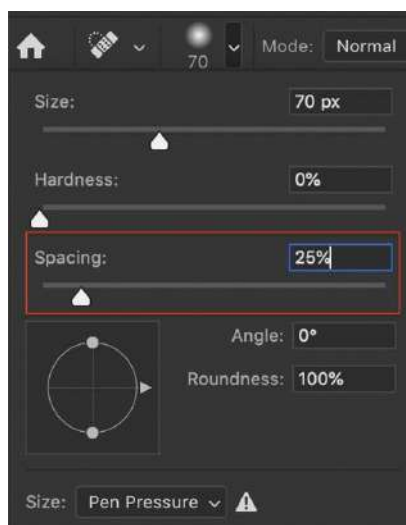 70 Mode: Normal
Size: 70 px
Hardness: 0%
Spacing: 25%
Angle: 0°
Roundness: 100%
Size: Pen Pressure